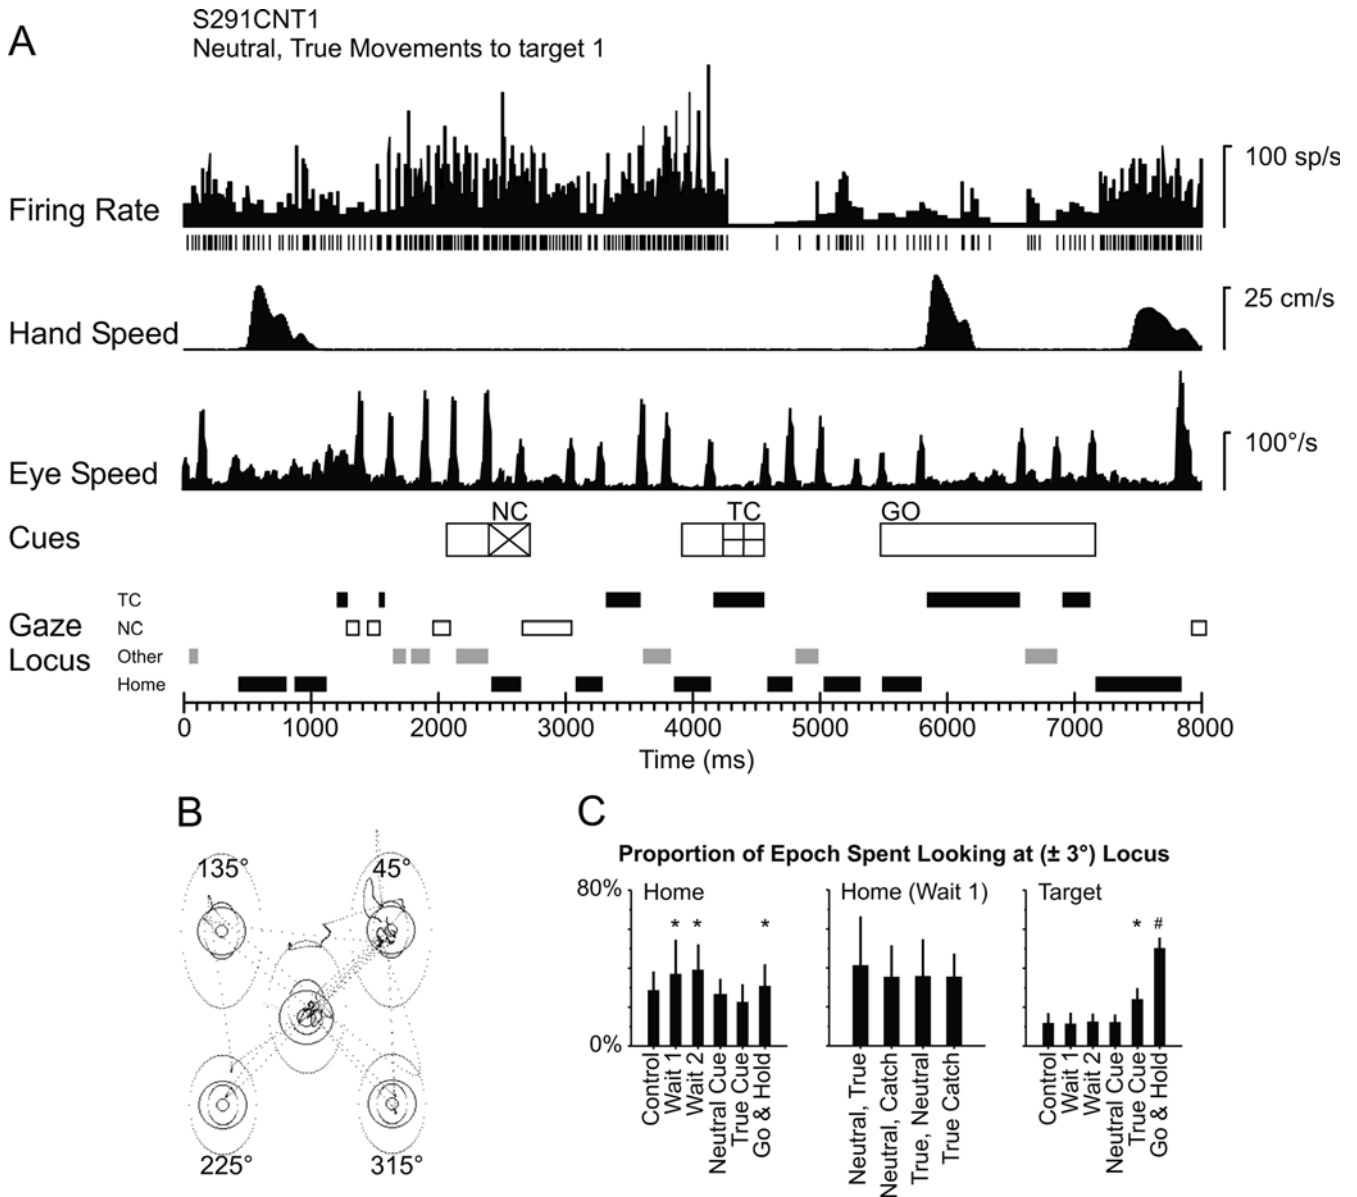 A
S291CNT1
Neutral, True Movements to target 1
Firing Rate
100 sp/s
Hand Speed
25 cm/s
Eye Speed
100°/s
Cues
NC
TC
GO
Gaze
Locus
TC
NC
Other
Home
0 1000 2000 3000 4000 5000 6000 7000 8000
Time (ms)
B
135°
45°
225°
315°
C
Proportion of Epoch Spent Looking at (± 3°) Locus
80%
0%
Home
* * *
Control
Wait 1
Wait 2
Neutral Cue
True Cue
Go & Hold
Home (Wait 1)
Neutral, True
Neutral, Catch
True, Neutral
True Catch
Target
* #
Control
Wait 1
Wait 2
Neutral Cue
True Cue
Go & Hold